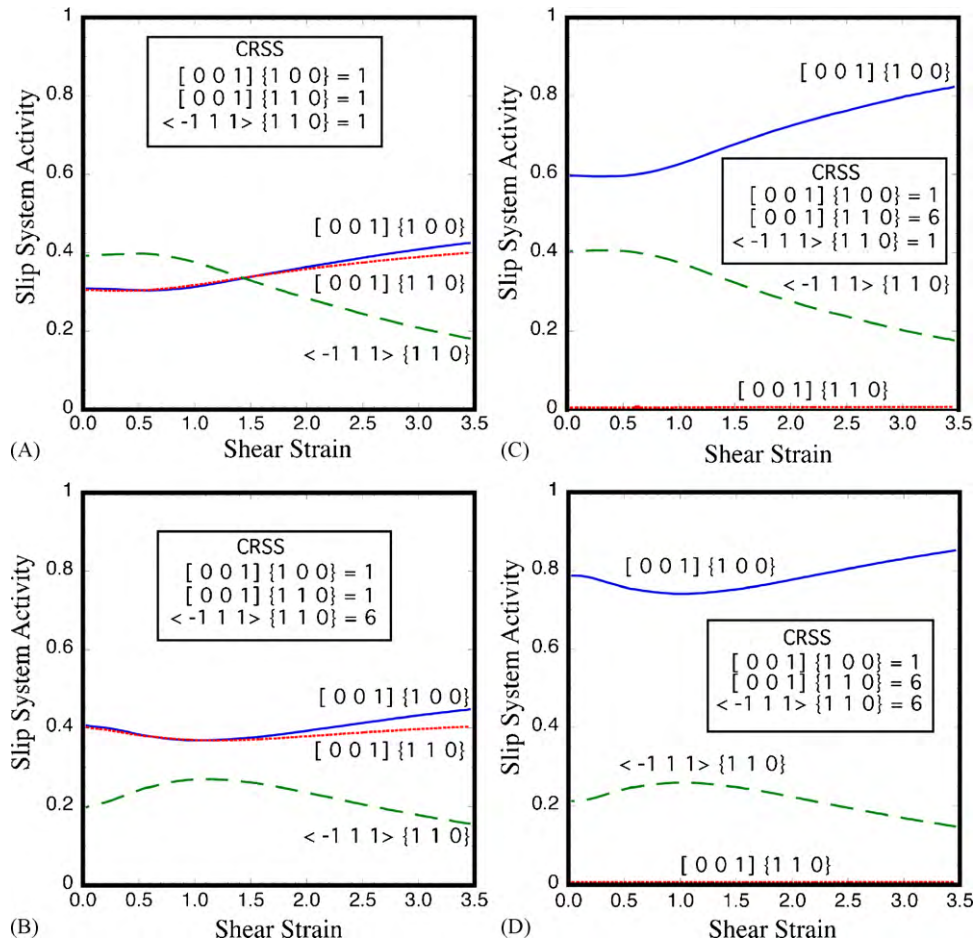 1
0.8
0.6
0.4
0.2
0
Slip System Activity
CRSS
[ 0 0 1 ] { 1 0 0 } = 1
[ 0 0 1 ] { 1 1 0 } = 1
< -1 1 1 > { 1 1 0 } = 1
[ 0 0 1 ] { 1 0 0 }
[ 0 0 1 ] { 1 1 0 }
< -1 1 1 > { 1 1 0 }
0.0 0.5 1.0 1.5 2.0 2.5 3.0 3.5
(A)
Shear Strain
1
0.8
0.6
0.4
0.2
0
Slip System Activity
[ 0 0 1 ] { 1 0 0 }
CRSS
[ 0 0 1 ] { 1 0 0 } = 1
[ 0 0 1 ] { 1 1 0 } = 6
< -1 1 1 > { 1 1 0 } = 1
< -1 1 1 > { 1 1 0 }
[ 0 0 1 ] { 1 1 0 }
0.0 0.5 1.0 1.5 2.0 2.5 3.0 3.5
(C)
Shear Strain
1
0.8
0.6
0.4
0.2
0
Slip System Activity
CRSS
[ 0 0 1 ] { 1 0 0 } = 1
[ 0 0 1 ] { 1 1 0 } = 1
< -1 1 1 > { 1 1 0 } = 6
[ 0 0 1 ] { 1 0 0 }
[ 0 0 1 ] { 1 1 0 }
< -1 1 1 > { 1 1 0 }
0.0 0.5 1.0 1.5 2.0 2.5 3.0 3.5
(B)
Shear Strain
1
0.8
0.6
0.4
0.2
0
Slip System Activity
[ 0 0 1 ] { 1 0 0 }
CRSS
[ 0 0 1 ] { 1 0 0 } = 1
[ 0 0 1 ] { 1 1 0 } = 6
< -1 1 1 > { 1 1 0 } = 6
< -1 1 1 > { 1 1 0 }
[ 0 0 1 ] { 1 1 0 }
0.0 0.5 1.0 1.5 2.0 2.5 3.0 3.5
(D)
Shear Strain